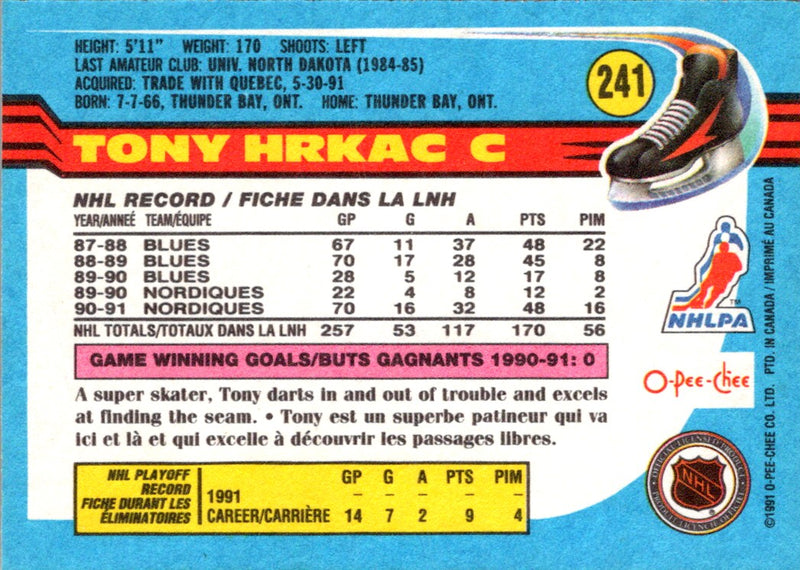 HEIGHT: 5'11" WEIGHT: 170 SHOOTS: LEFT
LAST AMATEUR CLUB: UNIV. NORTH DAKOTA (1984-85)
ACQUIRED: TRADE WITH QUEBEC, 5-30-91
BORN: 7-7-66, THUNDER BAY, ONT. HOME: THUNDER BAY, ONT.
241
TONY HRKAC C
NHL RECORD / FICHE DANS LA LNH
YEAR/ANNEÉ TEAM/ÉQUIPE GP G A PTS PIM
87-88 BLUES 67 11 37 48 22
88-89 BLUES 70 17 28 45 8
89-90 BLUES 28 5 12 17 8
89-90 NORDIQUES 22 4 8 12 2
90-91 NORDIQUES 70 16 32 48 16
NHL TOTALS/TOTAUX DANS LA LNH 257 53 117 170 56
GAME WINNING GOALS/BUTS GAGNANTS 1990-91: 0
A super skater, Tony darts in and out of trouble and excels
at finding the seam. • Tony est un superbe patineur qui va
ici et là et qui excelle à découvrir les passages libres.
NHL PLAYOFF
RECORD
FICHE DURANT LES
ÉLIMINATOIRES
GP G A PTS PIM
1991 – – – – –
CAREER/CARRIÈRE 14 7 2 9 4
TM
NHLPA
O-PEE-CHEE
OFFICIAL LICENSED PRODUCT
PRODUIT LICENCIÉ OFFICIEL
NHL
®
©1991 O-PEE-CHEE CO. LTD. PTD. IN CANADA / IMPRIMÉ AU CANADA